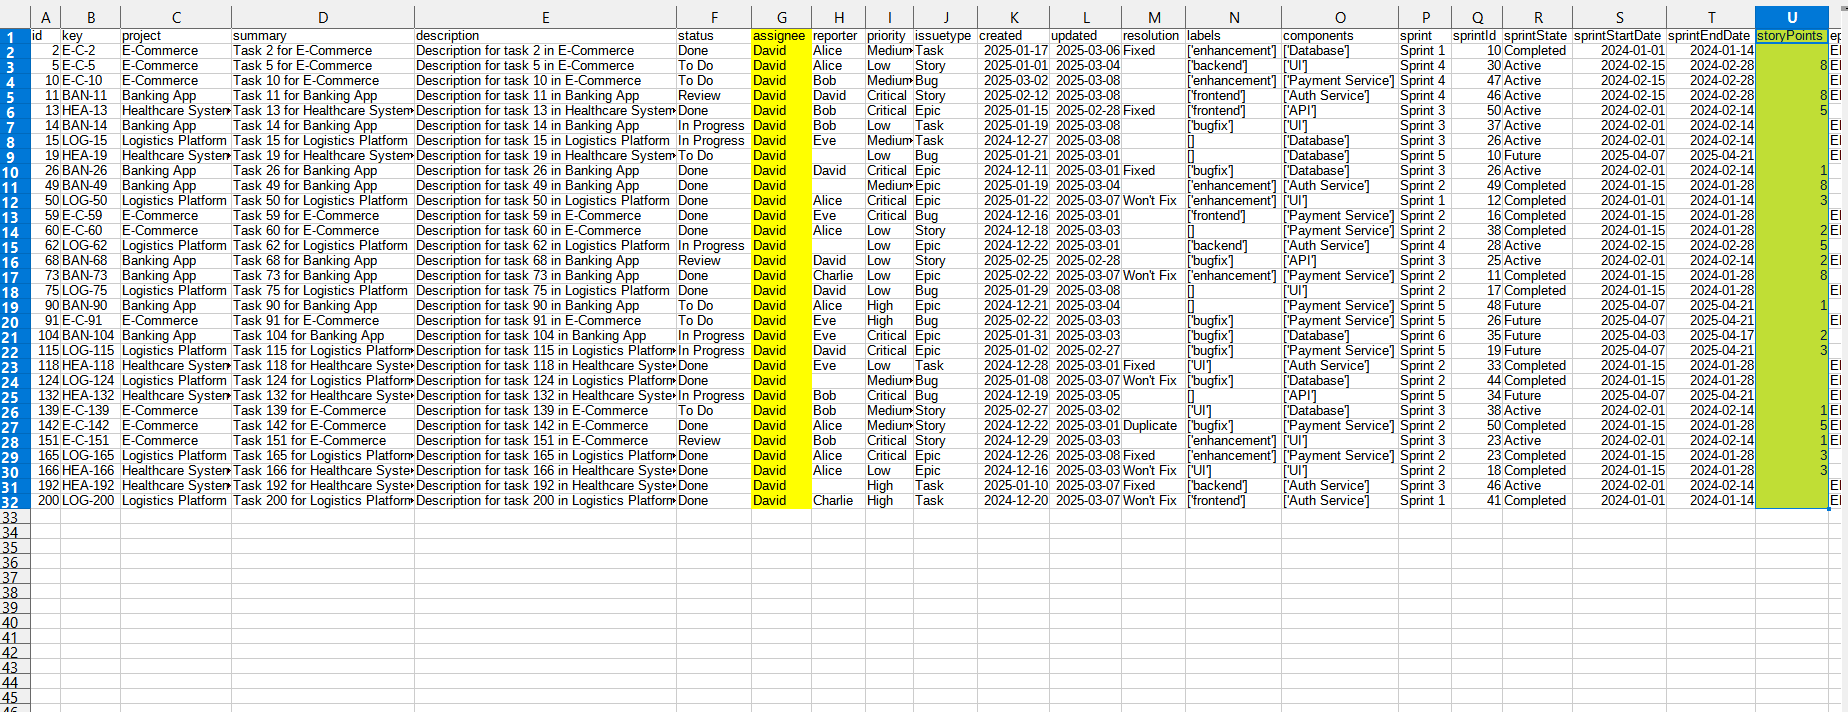 A B C D E F G H I J K L M N O P Q R S T U
1 id key project summary description status assignee reporter priority issuetype created updated resolution labels components sprint sprintId sprintState sprintStartDate sprintEndDate storyPoints ep
2 2 E-C-2 E-Commerce Task 2 for E-Commerce Description for task 2 in E-Commerce Done David Alice Medium Task 2025-01-17 2025-03-06 Fixed ['enhancement'] ['Database'] Sprint 1 10 Completed 2024-01-01 2024-01-14 El
3 5 E-C-5 E-Commerce Task 5 for E-Commerce Description for task 5 in E-Commerce To Do David Alice Low Story 2025-01-01 2025-03-04 ['backend'] ['UI'] Sprint 4 30 Active 2024-02-15 2024-02-28 8 El
4 10 E-C-10 E-Commerce Task 10 for E-Commerce Description for task 10 in E-Commerce To Do David Bob Medium Bug 2025-03-02 2025-03-08 ['enhancement'] ['Payment Service'] Sprint 4 47 Active 2024-02-15 2024-02-28 El
5 11 BAN-11 Banking App Task 11 for Banking App Description for task 11 in Banking App Review David David Critical Story 2025-02-12 2025-03-08 ['frontend'] ['Auth Service'] Sprint 4 46 Active 2024-02-15 2024-02-28 8 El
6 13 HEA-13 Healthcare System Task 13 for Healthcare System Description for task 13 in Healthcare System Done David Bob Critical Epic 2025-01-15 2025-02-28 Fixed ['frontend'] ['API'] Sprint 3 50 Active 2024-02-01 2024-02-14 5
7 14 BAN-14 Banking App Task 14 for Banking App Description for task 14 in Banking App In Progress David Bob Low Task 2025-01-19 2025-03-08 ['bugfix'] ['UI'] Sprint 3 37 Active 2024-02-01 2024-02-14 El
8 15 LOG-15 Logistics Platform Task 15 for Logistics Platform Description for task 15 in Logistics Platform In Progress David Eve Medium Task 2024-12-27 2025-03-08 [] ['Database'] Sprint 3 26 Active 2024-02-01 2024-02-14 El
9 19 HEA-19 Healthcare System Task 19 for Healthcare System Description for task 19 in Healthcare System To Do David Low Bug 2025-01-21 2025-03-01 [] ['Database'] Sprint 5 10 Future 2025-04-07 2025-04-21 El
10 26 BAN-26 Banking App Task 26 for Banking App Description for task 26 in Banking App Done David David Critical Epic 2024-12-11 2025-03-01 Fixed ['bugfix'] ['Database'] Sprint 3 26 Active 2024-02-01 2024-02-14 1
11 49 BAN-49 Banking App Task 49 for Banking App Description for task 49 in Banking App Done David Medium Epic 2025-01-19 2025-03-04 ['enhancement'] ['Auth Service'] Sprint 2 49 Completed 2024-01-15 2024-01-28 8
12 50 LOG-50 Logistics Platform Task 50 for Logistics Platform Description for task 50 in Logistics Platform Done David Alice Critical Epic 2025-01-22 2025-03-07 Won't Fix ['enhancement'] ['UI'] Sprint 1 12 Completed 2024-01-01 2024-01-14 3
13 59 E-C-59 E-Commerce Task 59 for E-Commerce Description for task 59 in E-Commerce Done David Eve Critical Bug 2024-12-16 2025-03-01 ['frontend'] ['Payment Service'] Sprint 2 16 Completed 2024-01-15 2024-01-28 El
14 60 E-C-60 E-Commerce Task 60 for E-Commerce Description for task 60 in E-Commerce Done David Alice Low Story 2024-12-18 2025-03-03 [] ['Payment Service'] Sprint 2 38 Completed 2024-01-15 2024-01-28 2 El
15 62 LOG-62 Logistics Platform Task 62 for Logistics Platform Description for task 62 in Logistics Platform In Progress David Low Epic 2024-12-22 2025-03-01 ['backend'] ['Auth Service'] Sprint 4 28 Active 2024-02-15 2024-02-28 5
16 68 BAN-68 Banking App Task 68 for Banking App Description for task 68 in Banking App Review David David Low Story 2025-02-25 2025-02-28 ['bugfix'] ['API'] Sprint 3 25 Active 2024-02-01 2024-02-14 2 El
17 73 BAN-73 Banking App Task 73 for Banking App Description for task 73 in Banking App Done David Charlie Low Epic 2025-02-22 2025-03-07 Won't Fix ['enhancement'] ['Payment Service'] Sprint 2 11 Completed 2024-01-15 2024-01-28 8
18 75 LOG-75 Logistics Platform Task 75 for Logistics Platform Description for task 75 in Logistics Platform Done David David Low Bug 2025-01-29 2025-03-08 [] ['UI'] Sprint 2 17 Completed 2024-01-15 2024-01-28 El
19 90 BAN-90 Banking App Task 90 for Banking App Description for task 90 in Banking App To Do David Alice High Epic 2024-12-21 2025-03-04 [] ['Payment Service'] Sprint 5 48 Future 2025-04-07 2025-04-21 1
20 91 E-C-91 E-Commerce Task 91 for E-Commerce Description for task 91 in E-Commerce To Do David Eve High Bug 2025-02-22 2025-03-03 ['bugfix'] ['Payment Service'] Sprint 5 26 Future 2025-04-07 2025-04-21 El
21 104 BAN-104 Banking App Task 104 for Banking App Description for task 104 in Banking App In Progress David Eve Critical Epic 2025-01-31 2025-03-03 ['bugfix'] ['Database'] Sprint 6 35 Future 2025-04-03 2025-04-17 2
22 115 LOG-115 Logistics Platform Task 115 for Logistics Platform Description for task 115 in Logistics Platform In Progress David David Critical Epic 2025-01-02 2025-02-27 ['bugfix'] ['Payment Service'] Sprint 5 19 Future 2025-04-07 2025-04-21 3
23 118 HEA-118 Healthcare System Task 118 for Healthcare Syste Description for task 118 in Healthcare Syste Done David Eve Low Task 2024-12-28 2025-03-01 Fixed ['UI'] ['Auth Service'] Sprint 2 33 Completed 2024-01-15 2024-01-28 El
24 124 LOG-124 Logistics Platform Task 124 for Logistics Platform Description for task 124 in Logistics Platform Done David Medium Bug 2025-01-08 2025-03-07 Won't Fix ['bugfix'] ['Database'] Sprint 2 44 Completed 2024-01-15 2024-01-28 El
25 132 HEA-132 Healthcare System Task 132 for Healthcare Syste Description for task 132 in Healthcare Syste In Progress David Bob Critical Bug 2024-12-19 2025-03-05 [] ['API'] Sprint 5 34 Future 2025-04-07 2025-04-21 El
26 139 E-C-139 E-Commerce Task 139 for E-Commerce Description for task 139 in E-Commerce To Do David Bob Medium Story 2025-02-27 2025-03-02 ['UI'] ['Database'] Sprint 3 38 Active 2024-02-01 2024-02-14 1 El
27 142 E-C-142 E-Commerce Task 142 for E-Commerce Description for task 142 in E-Commerce Done David Alice Medium Story 2024-12-22 2025-03-01 Duplicate ['bugfix'] ['Payment Service'] Sprint 2 50 Completed 2024-01-15 2024-01-28 5 El
28 151 E-C-151 E-Commerce Task 151 for E-Commerce Description for task 151 in E-Commerce Review David Bob Critical Story 2024-12-29 2025-03-03 ['enhancement'] ['UI'] Sprint 3 23 Active 2024-02-01 2024-02-14 1 El
29 165 LOG-165 Logistics Platform Task 165 for Logistics Platform Description for task 165 in Logistics Platform Done David Alice Critical Epic 2024-12-26 2025-03-08 Fixed ['enhancement'] ['Payment Service'] Sprint 2 23 Completed 2024-01-15 2024-01-28 3
30 166 HEA-166 Healthcare System Task 166 for Healthcare Syste Description for task 166 in Healthcare Syste Done David Alice Low Epic 2024-12-16 2025-03-03 Won't Fix ['UI'] ['UI'] Sprint 2 18 Completed 2024-01-15 2024-01-28 3
31 192 HEA-192 Healthcare System Task 192 for Healthcare Syste Description for task 192 in Healthcare Syste Done David High Task 2025-01-10 2025-03-07 Fixed ['backend'] ['Auth Service'] Sprint 3 46 Active 2024-02-01 2024-02-14 El
32 200 LOG-200 Logistics Platform Task 200 for Logistics Platform Description for task 200 in Logistics Platform Done David Charlie High Task 2024-12-20 2025-03-07 Won't Fix ['frontend'] ['Auth Service'] Sprint 1 41 Completed 2024-01-01 2024-01-14 El
33
34
35
36
37
38
39
40
41
42
43
44
45
46